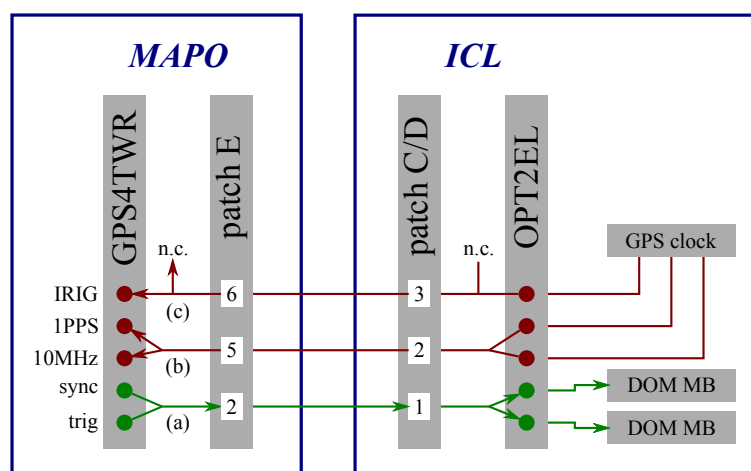 MAPO
ICL
GPS4TWR
patch E
patch C/D
OPT2EL
n.c.
n.c.
GPS clock
IRIG
6
3
(c)
1PPS
5
2
10MHz
(b)
sync
DOM MB
2
1
trig
(a)
DOM MB